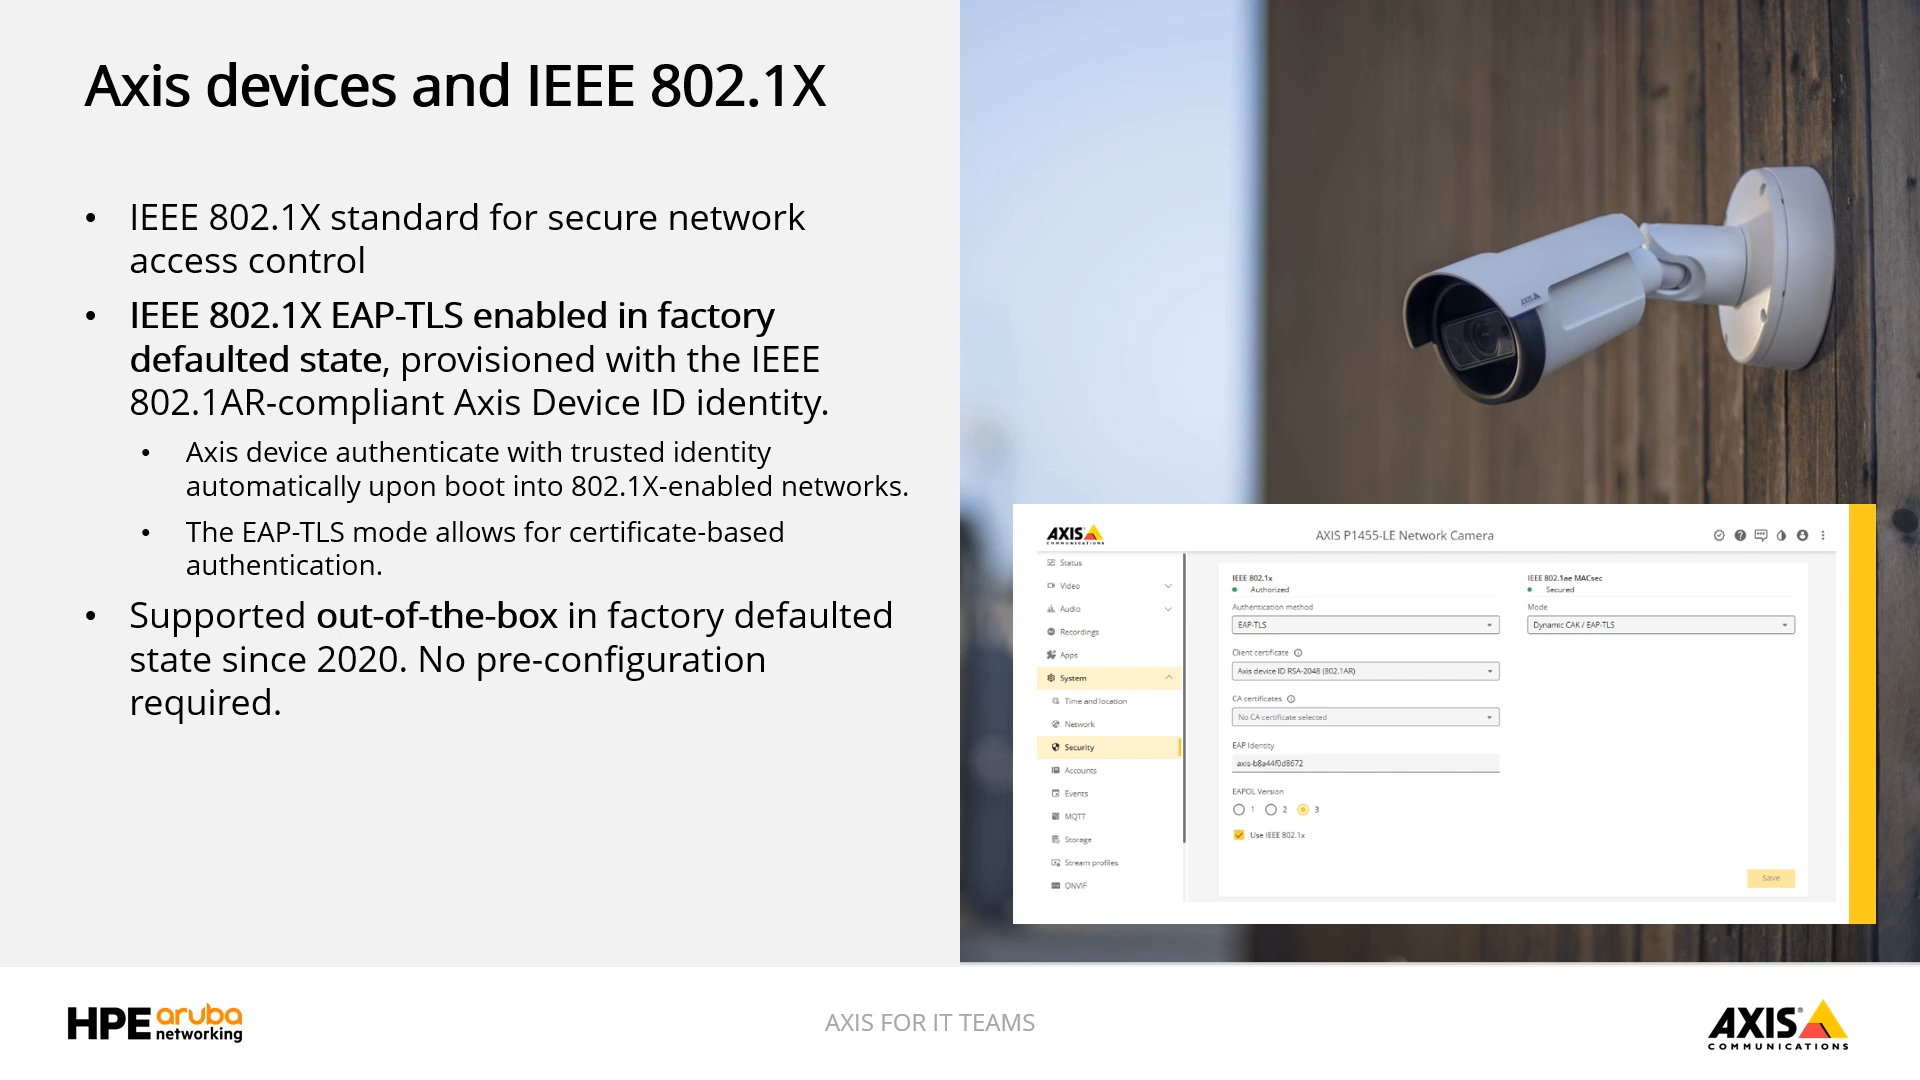 Axis devices and IEEE 802.1X
• IEEE 802.1X standard for secure network
access control
• IEEE 802.1X EAP-TLS enabled in factory
defaulted state, provisioned with the IEEE
802.1AR-compliant Axis Device ID identity.
• Axis device authenticate with trusted identity
automatically upon boot into 802.1X-enabled networks.
• The EAP-TLS mode allows for certificate-based
authentication.
• Supported out-of-the-box in factory defaulted
state since 2020. No pre-configuration
required.
AXIS
AXIS
COMMUNICATIONS
AXIS P1455-LE Network Camera
Status
Video
Audio
Recordings
Apps
System
Time and location
Network
Security
Accounts
Events
MQTT
Storage
Stream profiles
ONVIF
IEEE 802.1x
Authorized
Authentication method
EAP-TLS
Client certificate
Axis device ID RSA-2048 (802.1AR)
CA certificates
No CA certificate selected
EAP Identity
axis-b8a44f0d8672
EAPOL Version
1 2 3
Use IEEE 802.1x
IEEE 802.1ae MACsec
Secured
Mode
Dynamic CAK / EAP-TLS
Save
HPE aruba
networking
AXIS FOR IT TEAMS
AXIS
COMMUNICATIONS